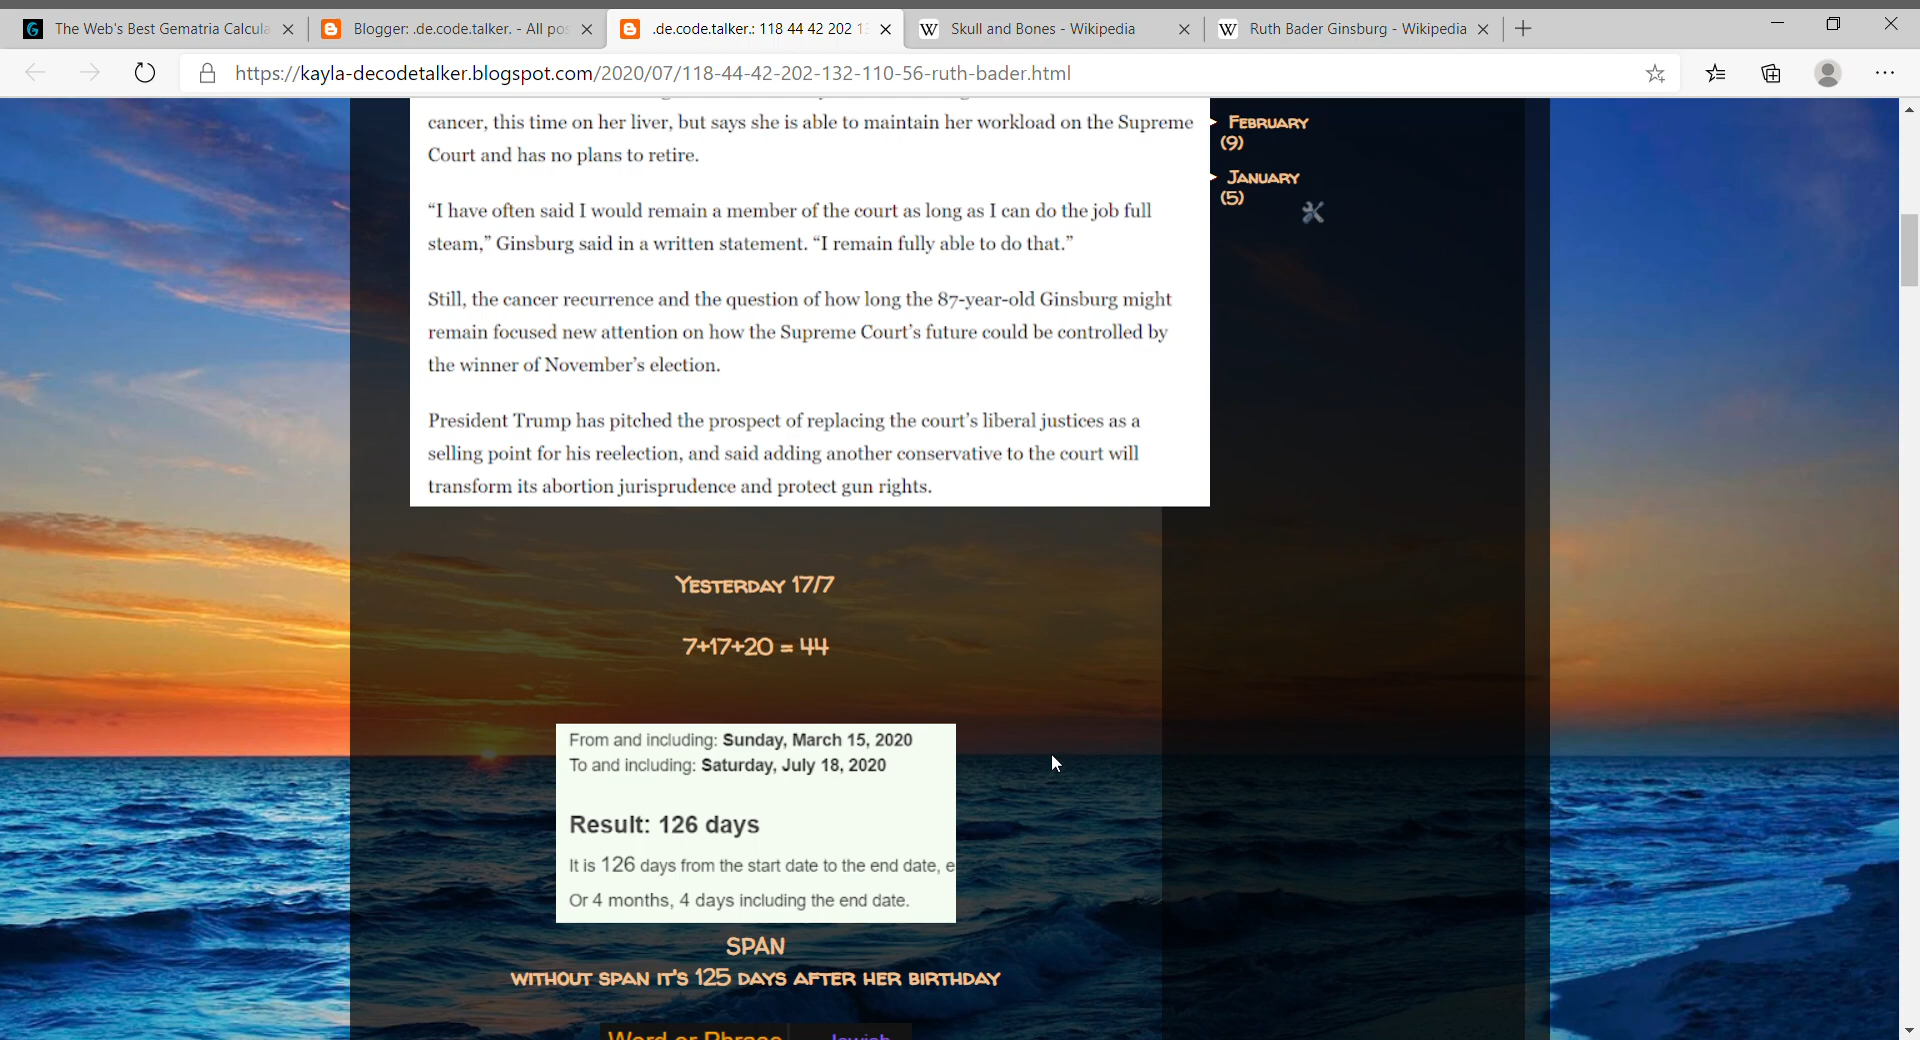 The Web's Best Gematria Calcula
Blogger: .de.code.talker. - All pos
.de.code.talker.: 118 44 42 202 13
Skull and Bones - Wikipedia
Ruth Bader Ginsburg - Wikipedia
https://kayla-decodetalker.blogspot.com/2020/07/118-44-42-202-132-110-56-ruth-bader.html
cancer, this time on her liver, but says she is able to maintain her workload on the Supreme
Court and has no plans to retire.
“I have often said I would remain a member of the court as long as I can do the job full
steam,” Ginsburg said in a written statement. “I remain fully able to do that.”
Still, the cancer recurrence and the question of how long the 87-year-old Ginsburg might
remain focused new attention on how the Supreme Court’s future could be controlled by
the winner of November’s election.
President Trump has pitched the prospect of replacing the court’s liberal justices as a
selling point for his reelection, and said adding another conservative to the court will
transform its abortion jurisprudence and protect gun rights.
February
(9)
January
(5)
Yesterday 17/7
7+17+20 = 44
From and including: Sunday, March 15, 2020
To and including: Saturday, July 18, 2020
Result: 126 days
It is 126 days from the start date to the end date, e
Or 4 months, 4 days including the end date.
SPAN
without span it's 125 days after her birthday
Word or Phrase
Jewish